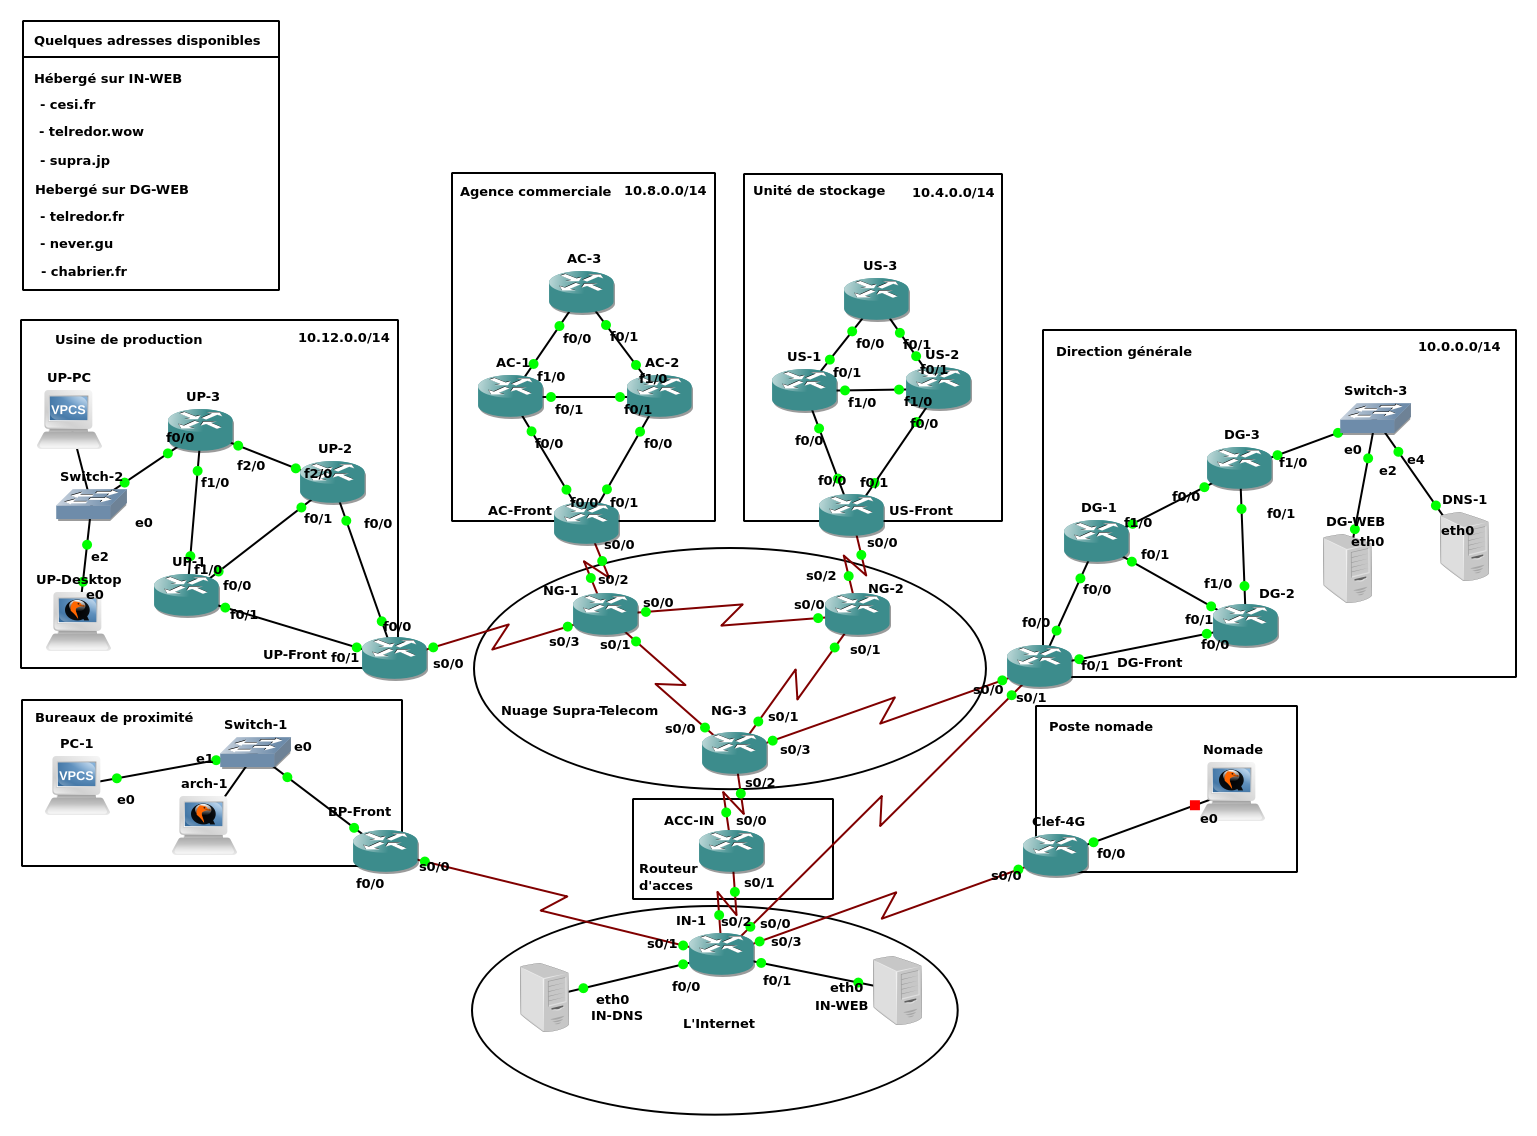 Quelques adresses disponibles
Hébergé sur IN-WEB
- cesi.fr
- telredor.wow
- supra.jp
Hebergé sur DG-WEB
- telredor.fr
- never.gu
- chabrier.fr
Agence commerciale 10.8.0.0/14
AC-3
f0/0
f0/1
AC-1
AC-2
f1/0
f1/0
f0/1
f0/1
f0/0
f0/0
f0/0
f0/1
AC-Front
s0/0
Unité de stockage 10.4.0.0/14
US-3
f0/0
f0/1
US-1
US-2
f0/1
f0/1
f1/0
f1/0
f0/0
f0/0
f0/0
f0/1
US-Front
s0/0
Usine de production 10.12.0.0/14
UP-PC
VPCS
UP-3
f0/0
f2/0
UP-2
f2/0
Switch-2
f1/0
f0/1
f0/0
e0
e2
UP-1
f1/0
UP-Desktop
e0
f0/0
f0/1
f0/0
UP-Front
f0/1
s0/0
Direction générale 10.0.0.0/14
Switch-3
DG-3
e0
e4
f1/0
e2
f0/0
DNS-1
DG-1
f1/0
f0/1
DG-WEB
eth0
eth0
f0/1
f0/0
f1/0
DG-2
f0/1
f0/0
f0/0
f0/1
DG-Front
s0/0
s0/1
NG-1
s0/2
s0/0
s0/3
s0/1
s0/2
NG-2
s0/0
s0/1
Nuage Supra-Telecom
NG-3
s0/0
s0/1
s0/3
s0/2
Bureaux de proximité
Switch-1
PC-1
e0
e1
VPCS
arch-1
e0
BP-Front
s0/0
f0/0
ACC-IN
s0/0
Routeur
d'acces
s0/1
Poste nomade
Nomade
Clef-4G
e0
f0/0
s0/0
IN-1
s0/2
s0/0
s0/1
s0/3
f0/0
f0/1
eth0
IN-DNS
eth0
IN-WEB
L'Internet